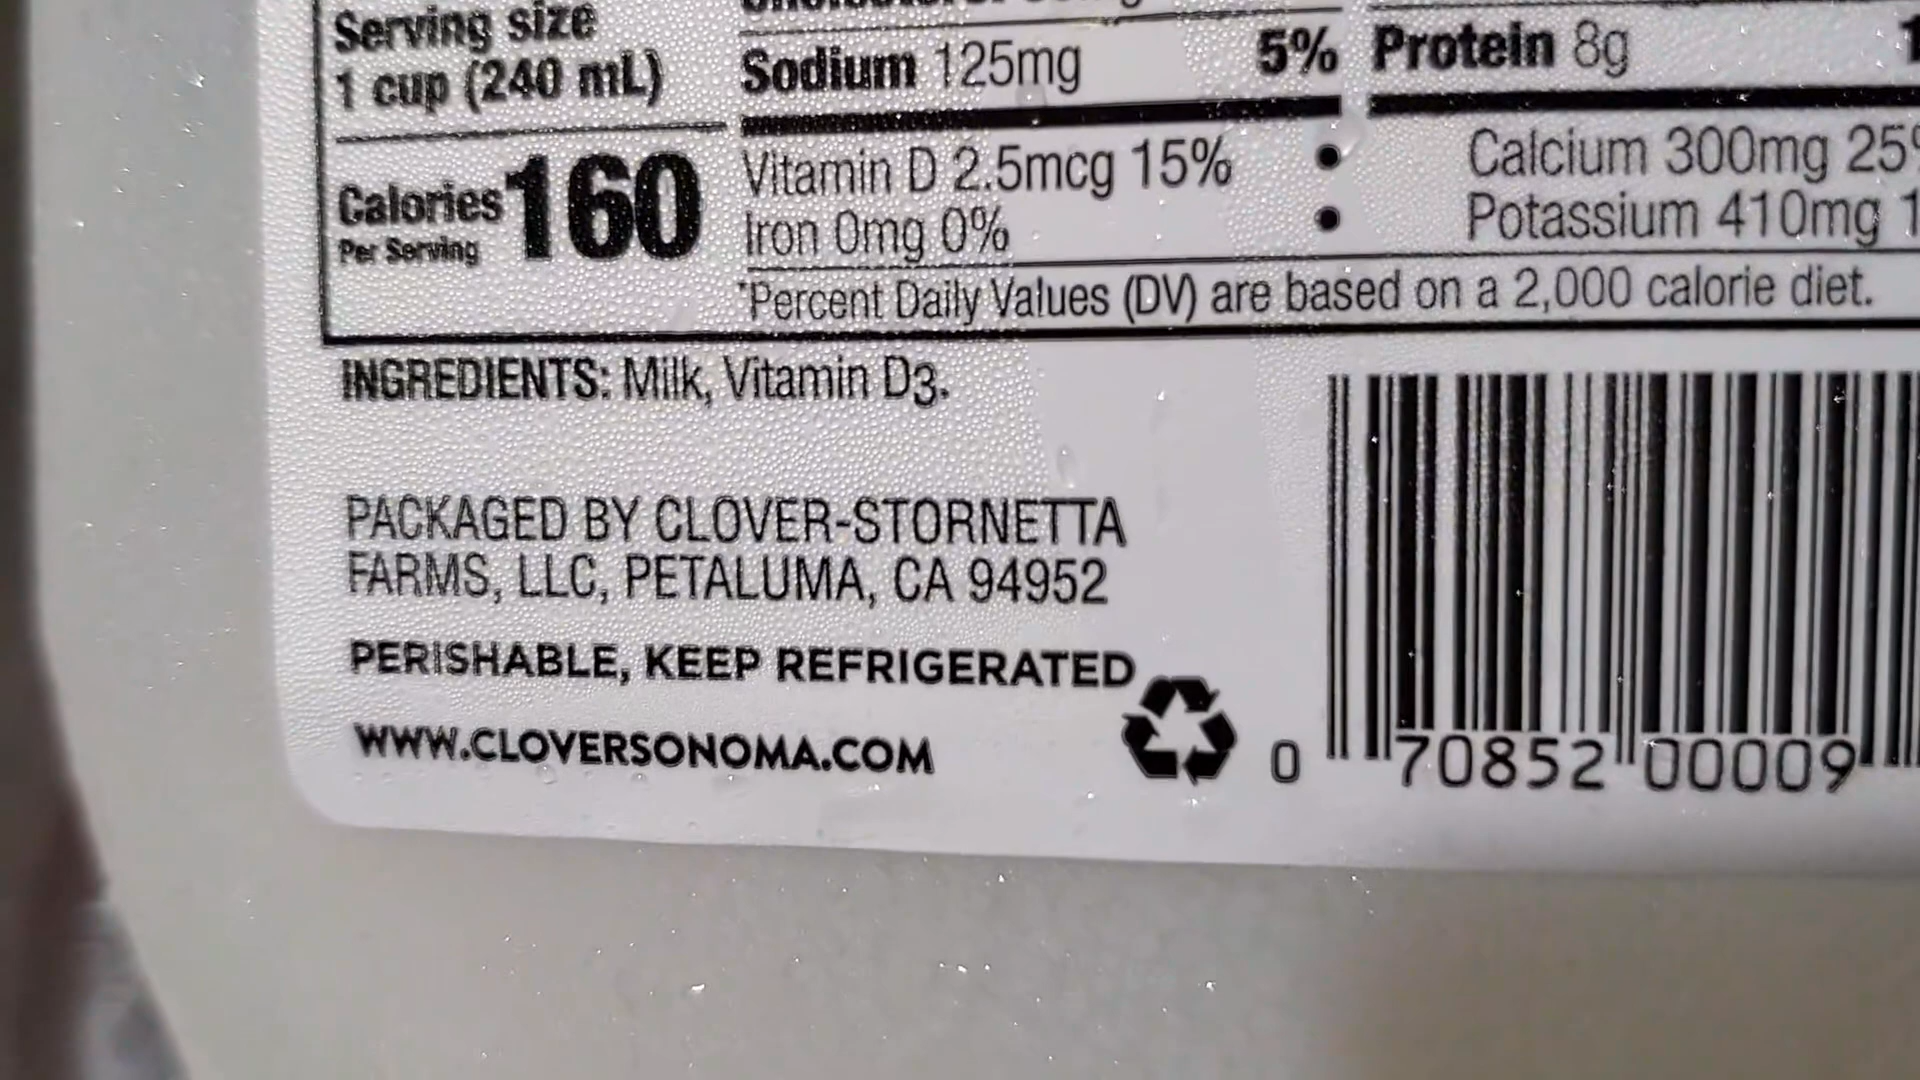 Serving size
1 cup (240 mL)
Calories 160
Per Serving
Sodium 125mg 5%
Protein 8g
Vitamin D 2.5mcg 15% • Calcium 300mg 25
Iron 0mg 0% • Potassium 410mg 1
*Percent Daily Values (DV) are based on a 2,000 calorie diet.
INGREDIENTS: Milk, Vitamin D3.
PACKAGED BY CLOVER-STORNETTA
FARMS, LLC, PETALUMA, CA 94952
PERISHABLE, KEEP REFRIGERATED
WWW.CLOVERSONOMA.COM
0 70852 00009